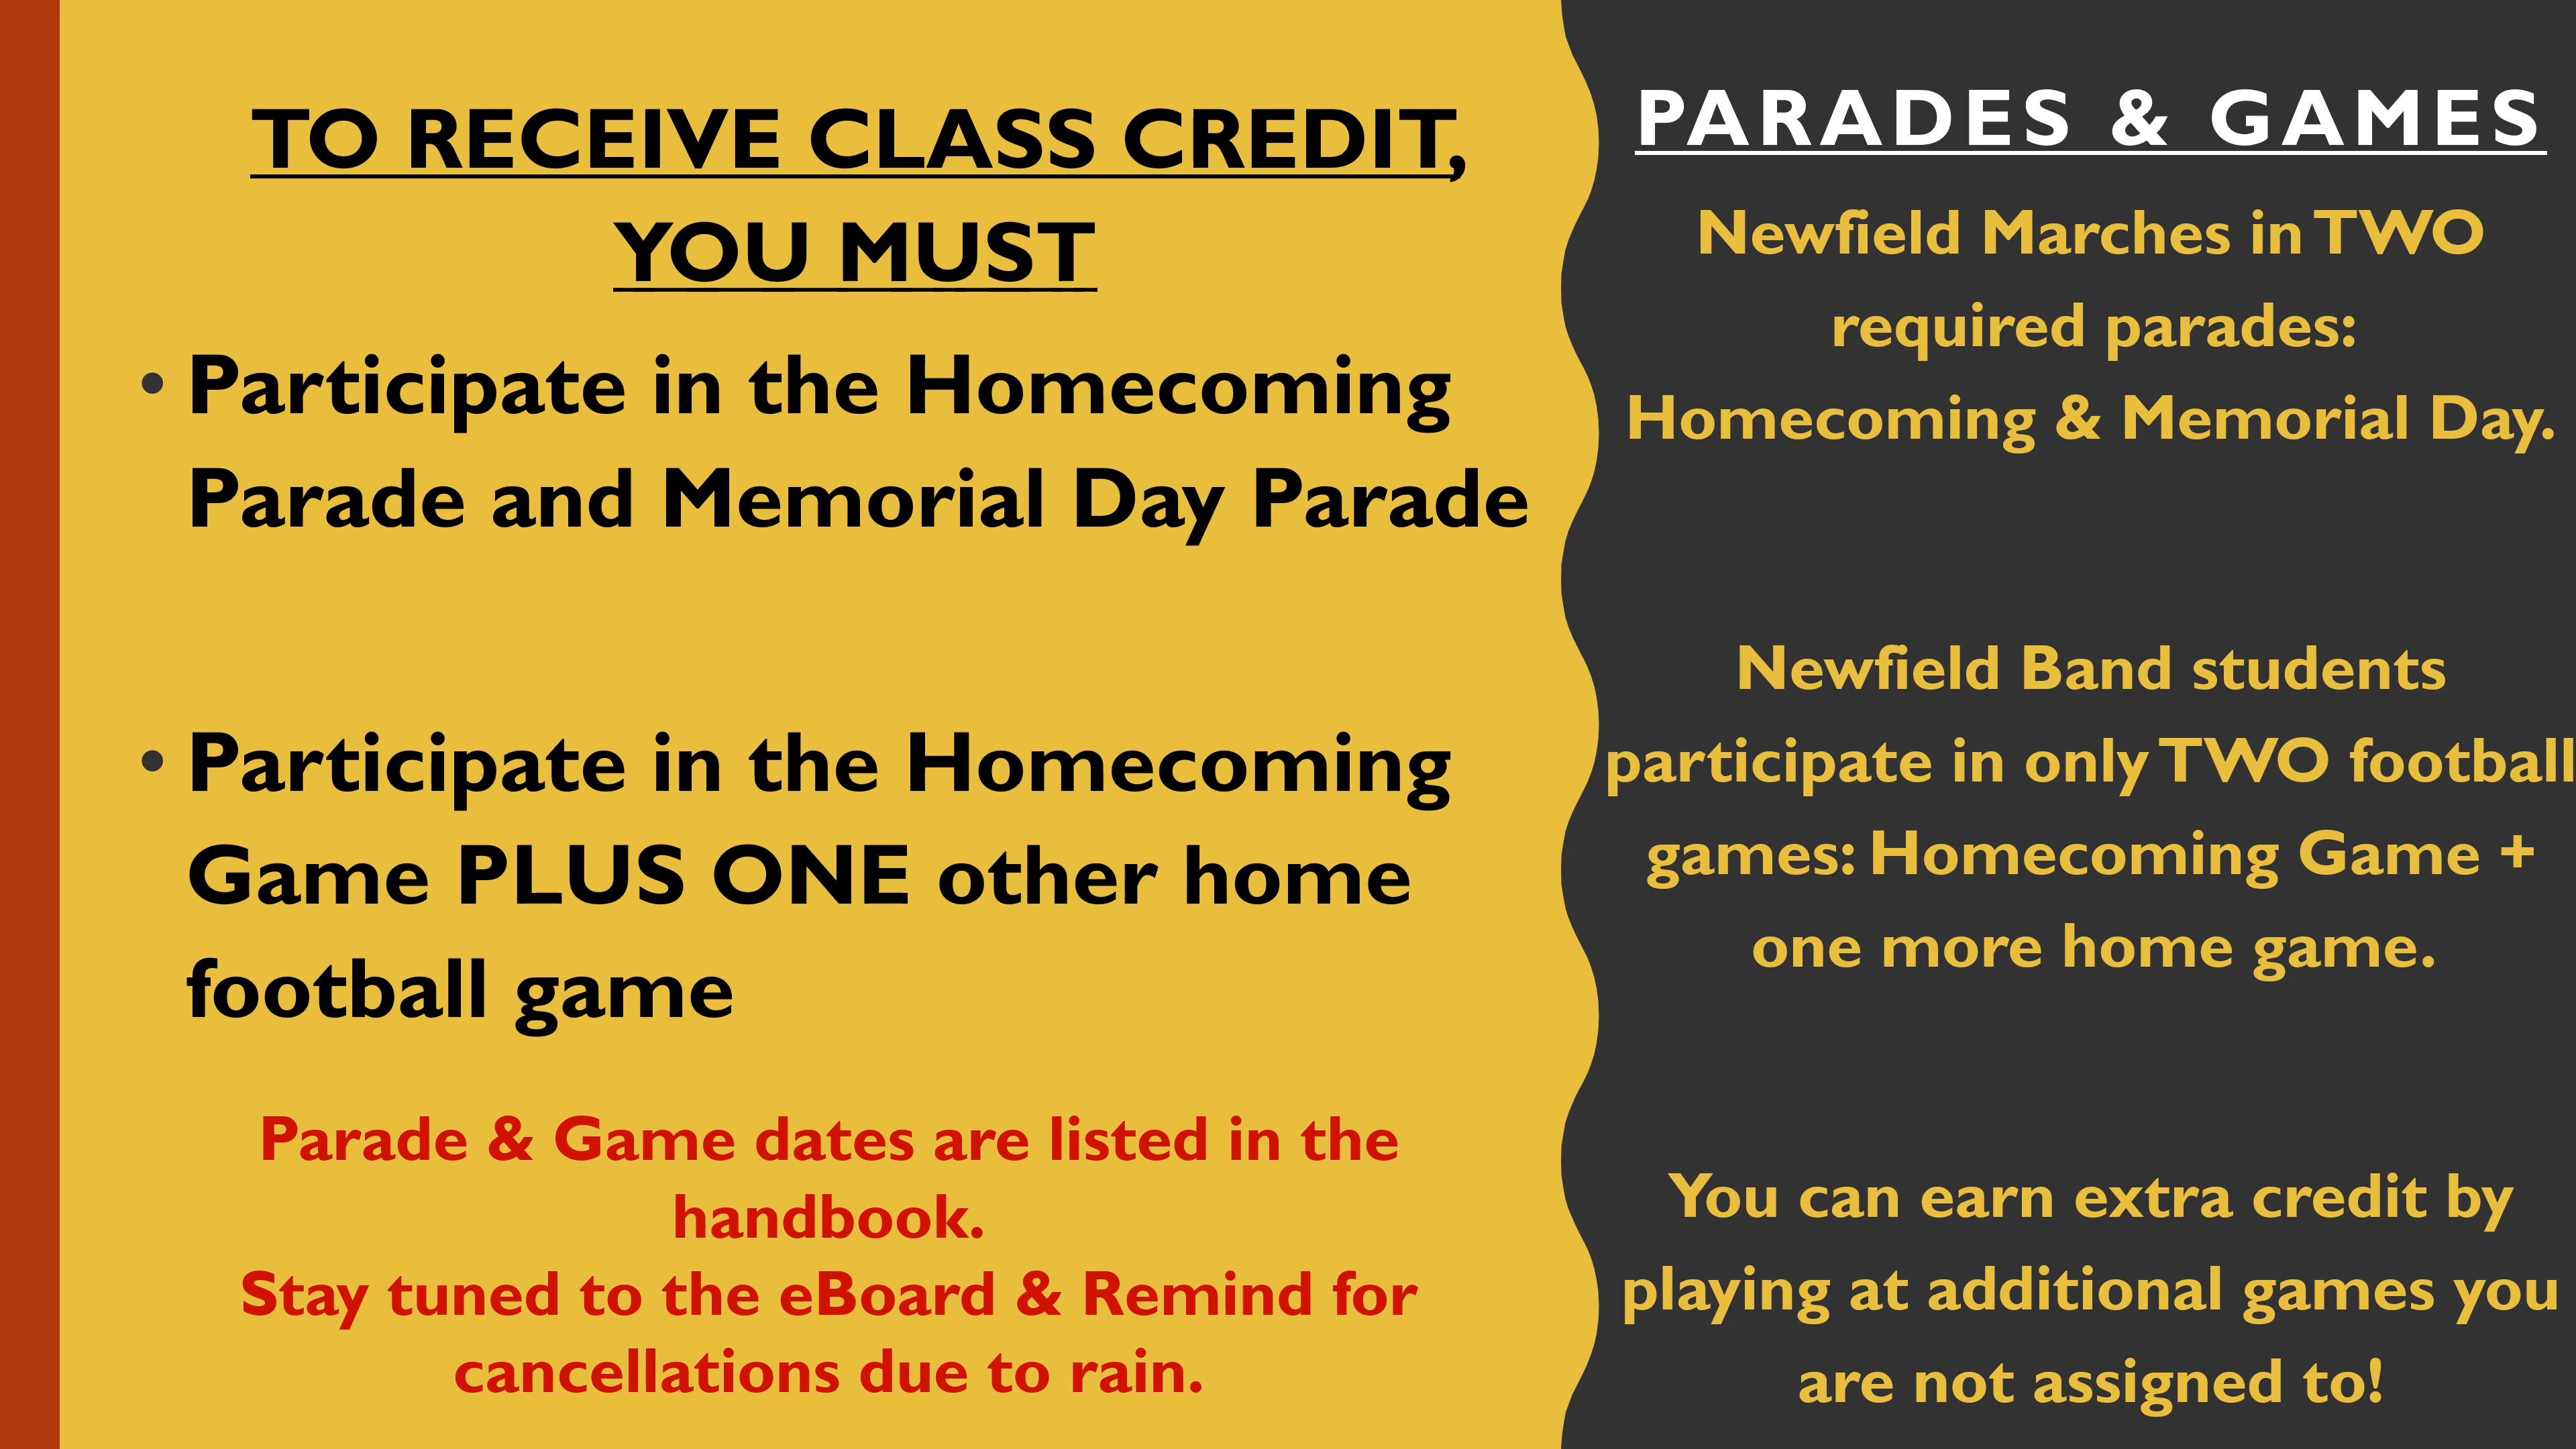 TO RECEIVE CLASS CREDIT,
YOU MUST
• Participate in the Homecoming
Parade and Memorial Day Parade
• Participate in the Homecoming
Game PLUS ONE other home
football game
Parade & Game dates are listed in the
handbook.
Stay tuned to the eBoard & Remind for
cancellations due to rain.
PARADES & GAMES
Newfield Marches in TWO
required parades:
Homecoming & Memorial Day.
Newfield Band students
participate in only TWO football
games: Homecoming Game +
one more home game.
You can earn extra credit by
playing at additional games you
are not assigned to!